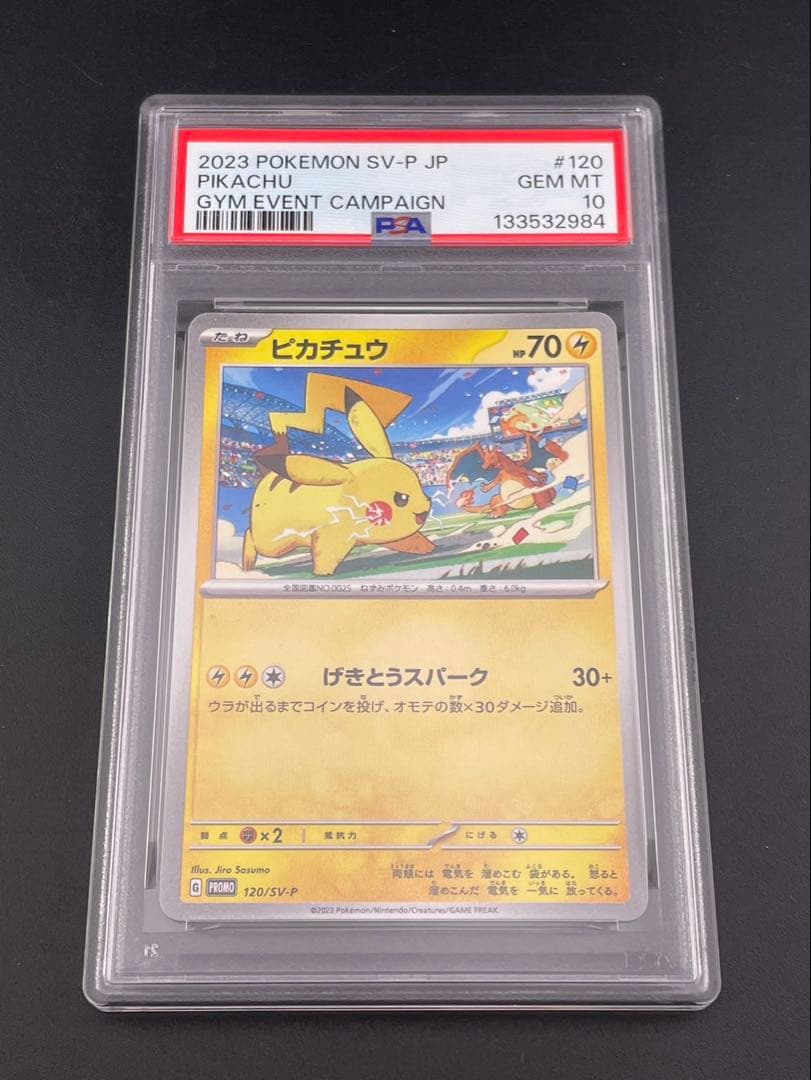 2023 POKEMON SV-P JP #120
PIKACHU GEM MT
GYM EVENT CAMPAIGN 10
PSA 133532984
たね ピカチュウ HP70
全国図鑑NO.0025 ねずみポケモン 高さ:0.4m 重さ:6.0kg
げきとうスパーク 30+
ウラが出るまでコインを投げ、オモテの数×30ダメージ追加。
弱点 ×2 抵抗力 にげる
Illus. Jiro Sasumo
両頬には 電気を 溜めこむ 袋がある。 怒ると
溜めこんだ 電気を 一気に 放ってくる。
G PROMO 120/SV-P
©2023 Pokémon/Nintendo/Creatures/GAME FREAK.